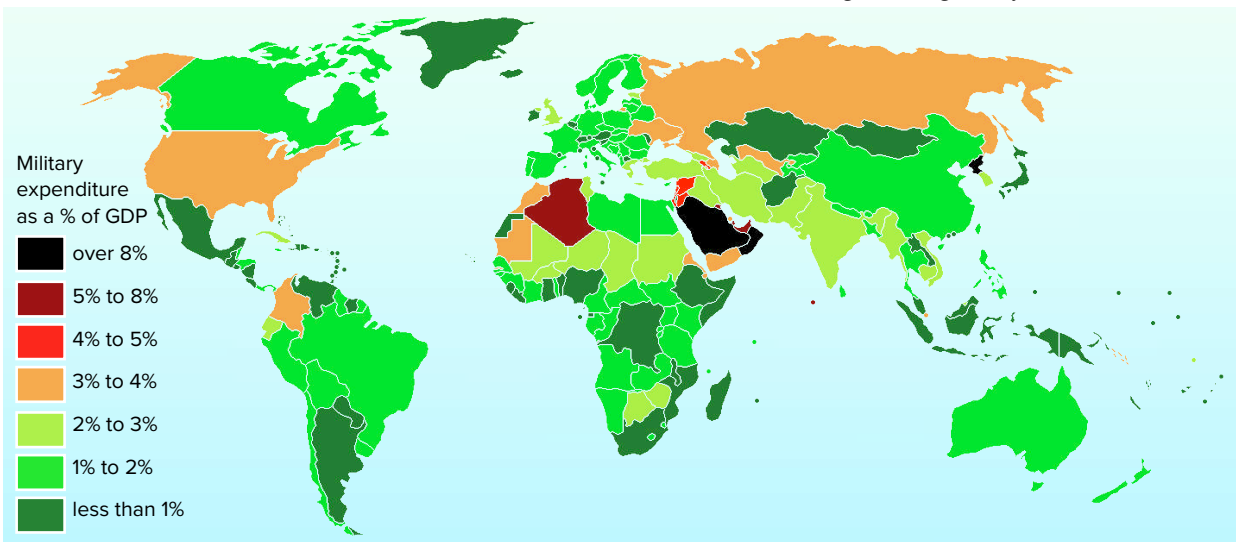 Military
expenditure
as a % of GDP
over 8%
5% to 8%
4% to 5%
3% to 4%
2% to 3%
1% to 2%
less than 1%